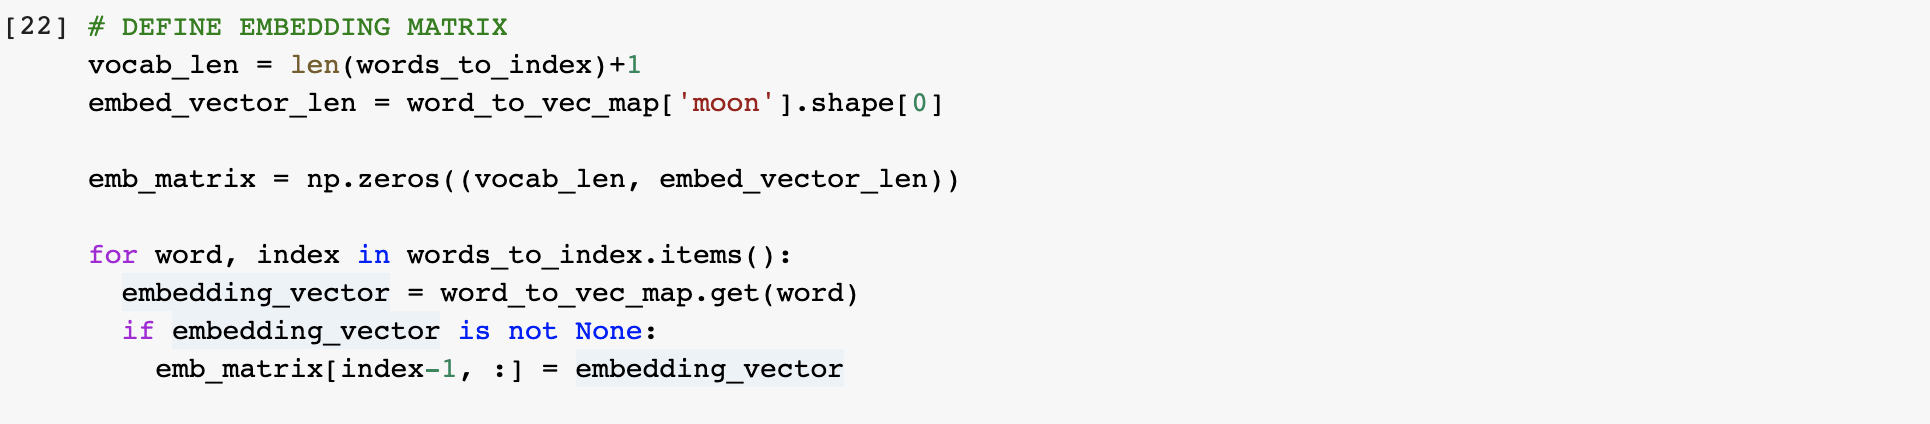 [22] # DEFINE EMBEDDING MATRIX
vocab_len = len(words_to_index)+1
embed_vector_len = word_to_vec_map['moon'].shape[0]
emb_matrix = np.zeros((vocab_len, embed_vector_len))
for word, index in words_to_index.items():
  embedding_vector = word_to_vec_map.get(word)
  if embedding_vector is not None:
    emb_matrix[index-1, :] = embedding_vector